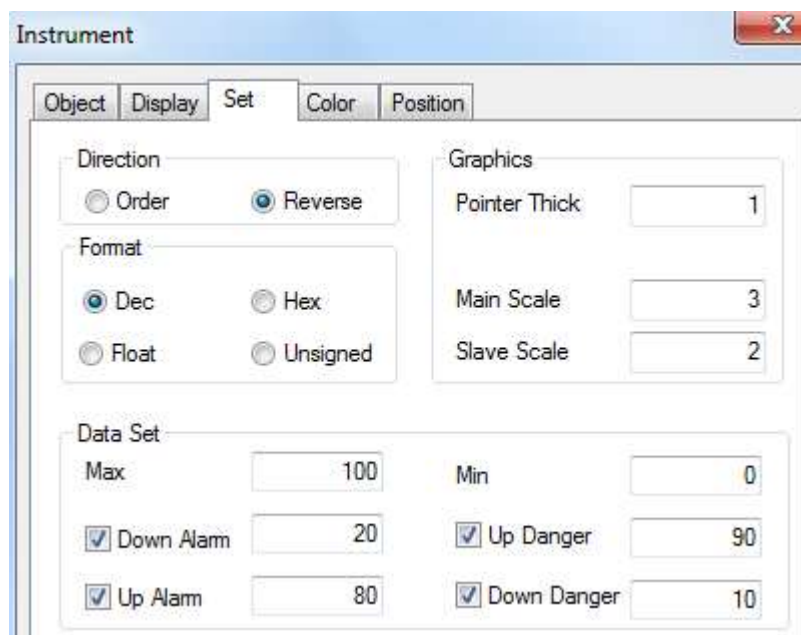 Instrument
Object Display Set Color Position
Direction
Order Reverse
Format
Dec Hex
Float Unsigned
Graphics
Pointer Thick 1
Main Scale 3
Slave Scale 2
Data Set
Max 100 Min 0
Down Alarm 20 Up Danger 90
Up Alarm 80 Down Danger 10